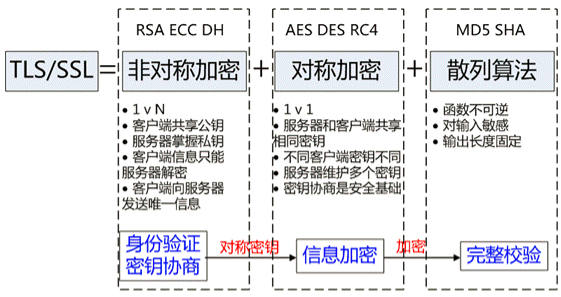 RSA ECC DH
AES DES RC4
MD5 SHA
TLS/SSL
=
非对称加密
+
对称加密
+
散列算法
• 1 v N
• 客户端共享公钥
• 服务器掌握私钥
• 客户端信息只能
服务器解密
• 客户端向服务器
发送唯一信息
• 1 v 1
• 服务器和客户端共享
相同密钥
• 不同客户端密钥不同
• 服务器维护多个密钥
• 密钥协商是安全基础
• 函数不可逆
• 对输入敏感
• 输出长度固定
身份验证
密钥协商
对称密钥
信息加密
加密
完整校验